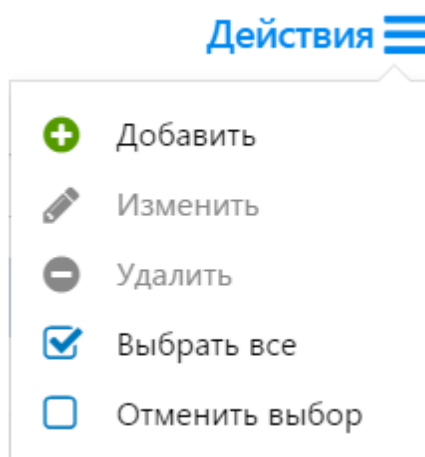 Действия
Добавить
Изменить
Удалить
Выбрать все
Отменить выбор